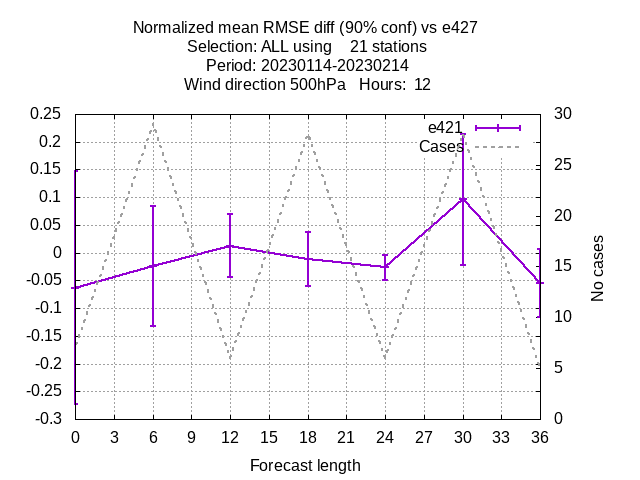 Normalized mean RMSE diff (90% conf) vs e427
Selection: ALL using    21 stations
Period: 20230114-20230214
Wind direction 500hPa   Hours:  12
0.25
0.2
0.15
0.1
0.05
0
-0.05
-0.1
-0.15
-0.2
-0.25
-0.3
e421
Cases
30
25
20
15
10
5
0
No cases
0 3 6 9 12 15 18 21 24 27 30 33 36
Forecast length